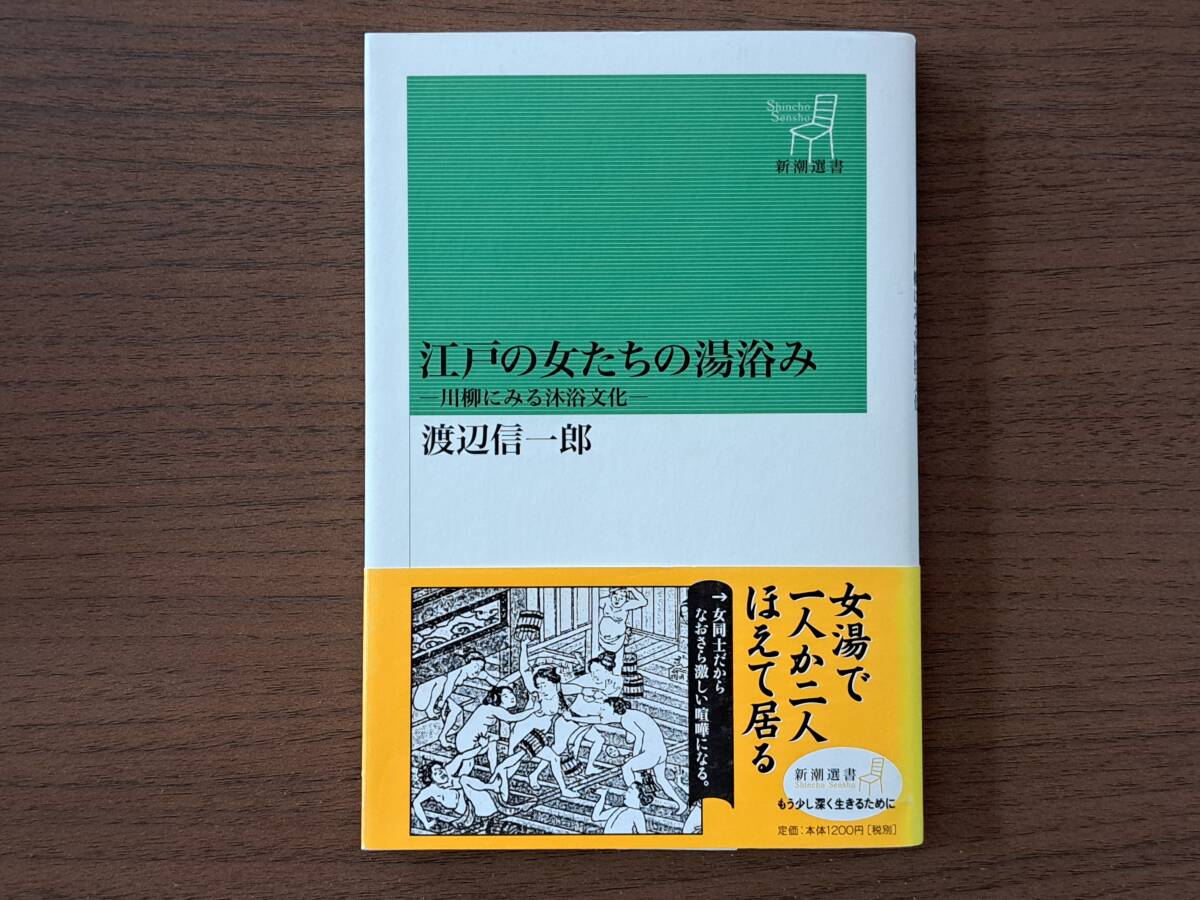 Shincho
Sensho
新潮選書
江戸の女たちの湯浴み
―川柳にみる沐浴文化―
渡辺信一郎
女湯で
一人か二人
ほえて居る
→女同士だから
なおさら激しい喧嘩になる。
新潮選書
Shincho Sensho
もう少し深く生きるために
定価:本体1200円[税別]